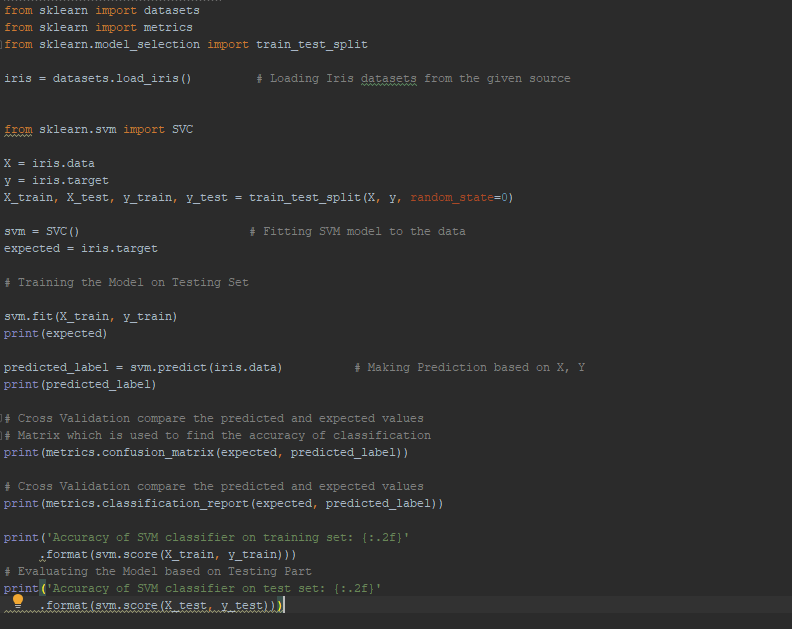 from sklearn import datasets
from sklearn import metrics
from sklearn.model_selection import train_test_split
iris = datasets.load_iris()          # Loading Iris datasets from the given source
from sklearn.svm import SVC
X = iris.data
y = iris.target
X_train, X_test, y_train, y_test = train_test_split(X, y, random_state=0)
svm = SVC()                        # Fitting SVM model to the data
expected = iris.target
# Training the Model on Testing Set
svm.fit(X_train, y_train)
print(expected)
predicted_label = svm.predict(iris.data)          # Making Prediction based on X, Y
print(predicted_label)
# Cross Validation compare the predicted and expected values
# Matrix which is used to find the accuracy of classification
print(metrics.confusion_matrix(expected, predicted_label))
# Cross Validation compare the predicted and expected values
print(metrics.classification_report(expected, predicted_label))
print('Accuracy of SVM classifier on training set: {:.2f}'
     .format(svm.score(X_train, y_train)))
# Evaluating the Model based on Testing Part
print('Accuracy of SVM classifier on test set: {:.2f}'
     .format(svm.score(X_test, y_test)))